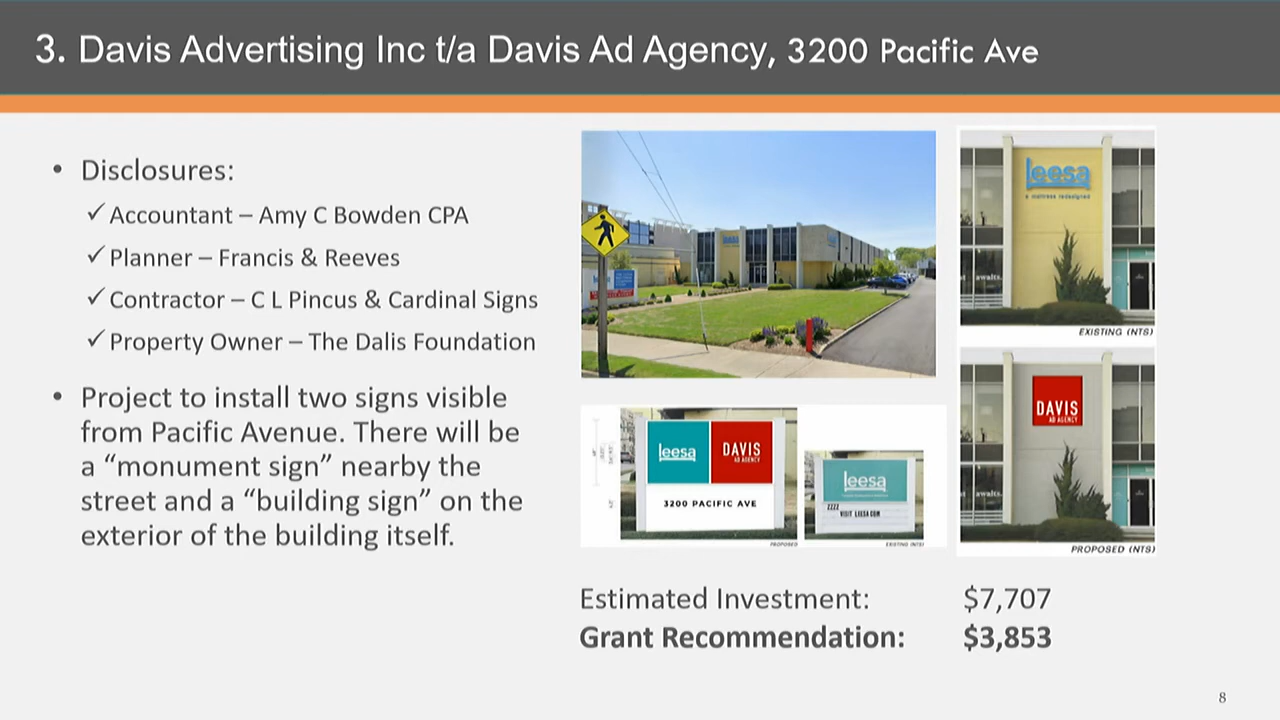 3. Davis Advertising Inc t/a Davis Ad Agency, 3200 Pacific Ave
• Disclosures:
✓ Accountant – Amy C Bowden CPA
✓ Planner – Francis & Reeves
✓ Contractor – C L Pincus & Cardinal Signs
✓ Property Owner – The Dalis Foundation
• Project to install two signs visible
from Pacific Avenue. There will be
a “monument sign” nearby the
street and a “building sign” on the
exterior of the building itself.
leesa
a mattress redesigned
awaits.
EXISTING (NTS)
leesa
DAVIS
AD AGENCY
3200 PACIFIC AVE
PROPOSED
leesa
ZZZZ
VISIT LEESA.COM
EXISTING (NTS)
DAVIS
AD AGENCY
awaits.
PROPOSED (NTS)
Estimated Investment: $7,707
Grant Recommendation: $3,853
8